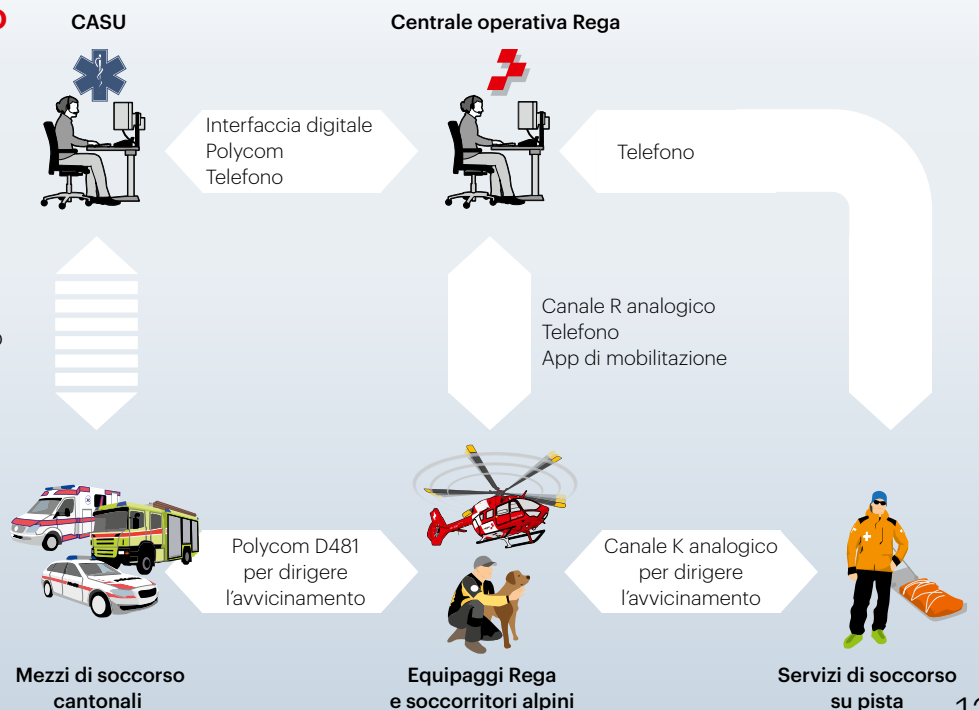 CASU
Centrale operativa Rega
Interfaccia digitale
Polycom
Telefono
Telefono
Canale R analogico
Telefono
App di mobilitazione
Polycom D481
per dirigere
l’avvicinamento
Canale K analogico
per dirigere
l’avvicinamento
Mezzi di soccorso
cantonali
Equipaggi Rega
e soccorritori alpini
Servizi di soccorso
su pista